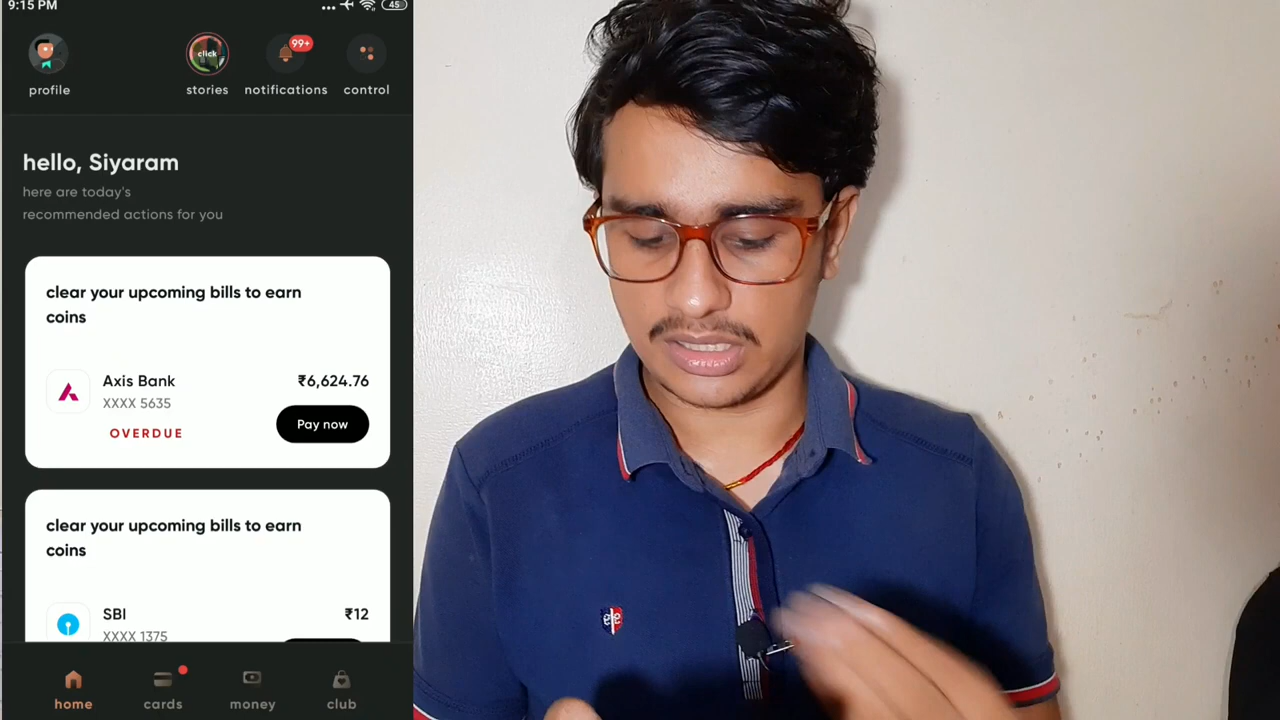 9:15 PM
45
click
99+
profile
stories
notifications
control
hello, Siyaram
here are today's
recommended actions for you
clear your upcoming bills to earn
coins
Axis Bank
₹6,624.76
XXXX 5635
Pay now
OVERDUE
clear your upcoming bills to earn
coins
SBI
₹12
XXXX 1375
home
cards
money
club